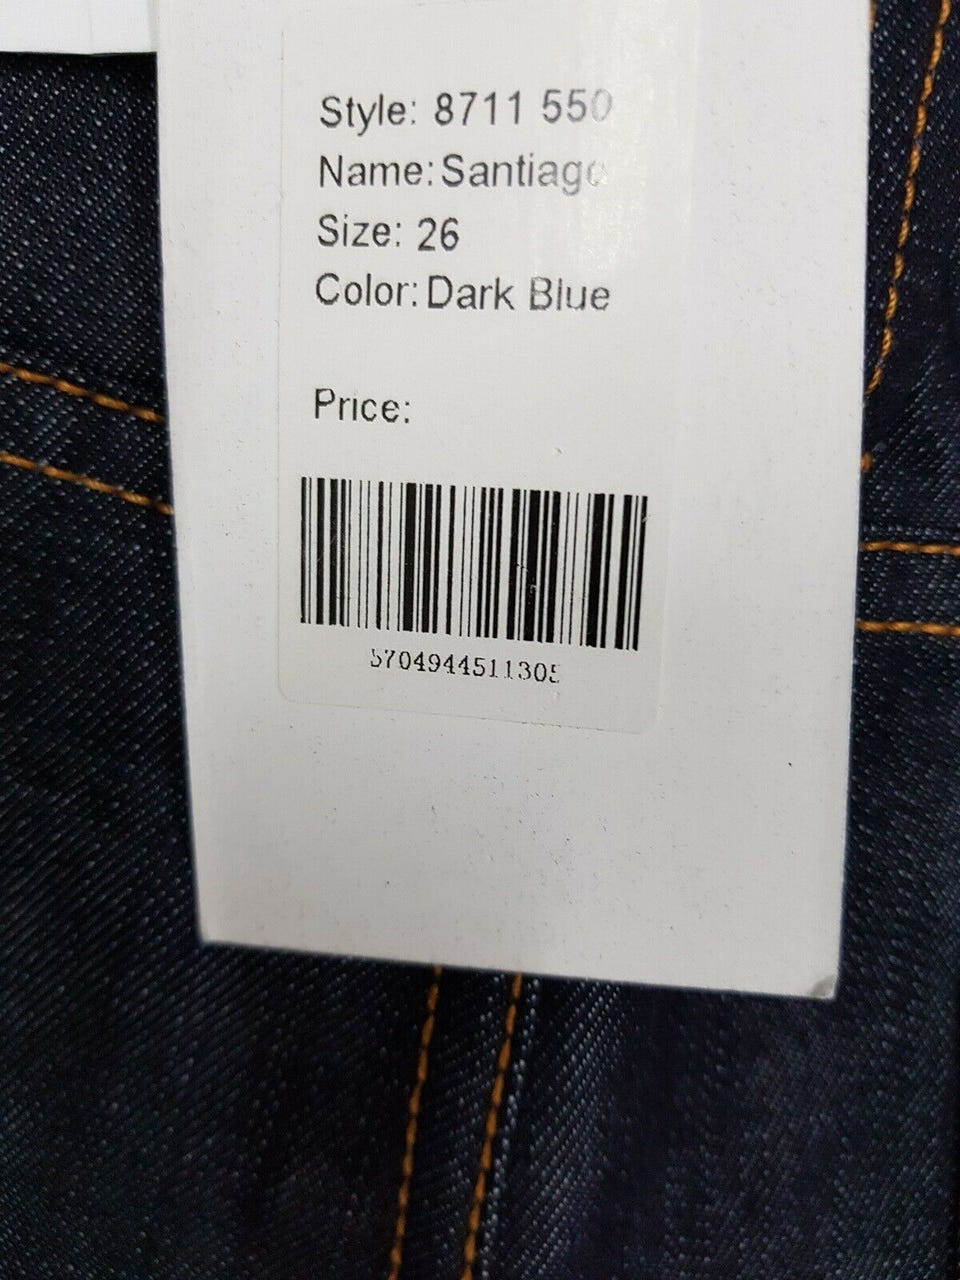 Style: 8711 550
Name: Santiago
Size: 26
Color: Dark Blue
Price:
5704944511305